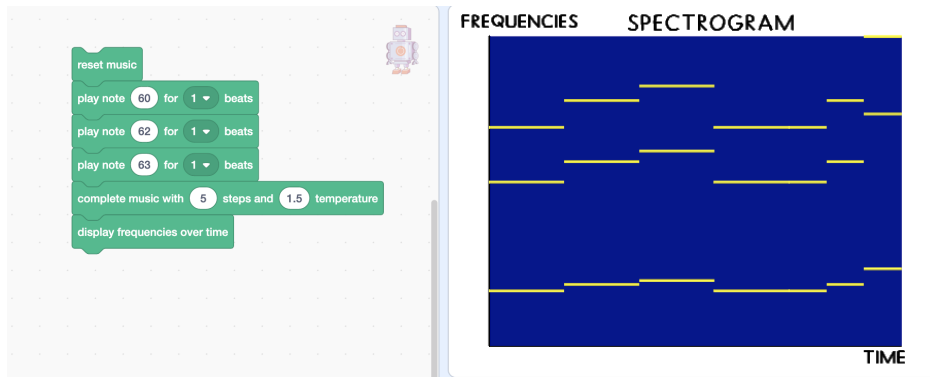 reset music
play note 60 for 1 beats
play note 62 for 1 beats
play note 63 for 1 beats
complete music with 5 steps and 1.5 temperature
display frequencies over time
FREQUENCIES
SPECTROGRAM
TIME